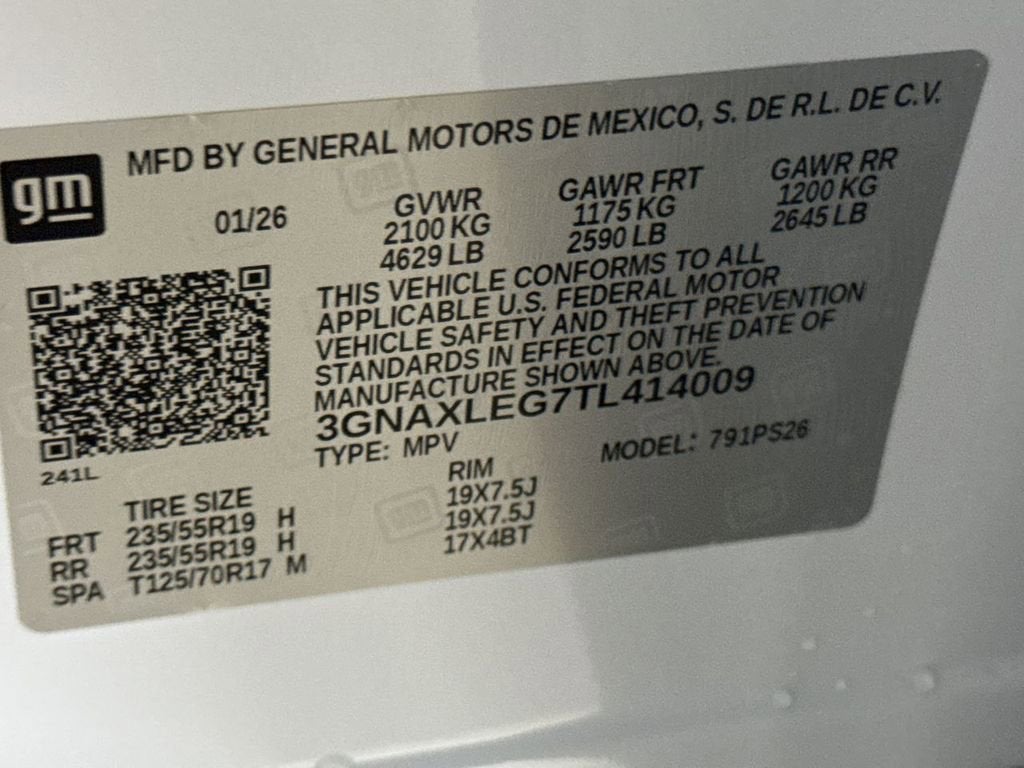 gm
MFD BY GENERAL MOTORS DE MEXICO, S. DE R.L. DE C.V.
01/26
GVWR
2100 KG
4629 LB
GAWR FRT
1175 KG
2590 LB
GAWR RR
1200 KG
2645 LB
THIS VEHICLE CONFORMS TO ALL
APPLICABLE U.S. FEDERAL MOTOR
VEHICLE SAFETY AND THEFT PREVENTION
STANDARDS IN EFFECT ON THE DATE OF
MANUFACTURE SHOWN ABOVE.
3GNAXLEG7TL414009
TYPE: MPV MODEL: 791PS26
241L
TIRE SIZE RIM
FRT 235/55R19 H 19X7.5J
RR 235/55R19 H 19X7.5J
SPA T125/70R17 M 17X4BT